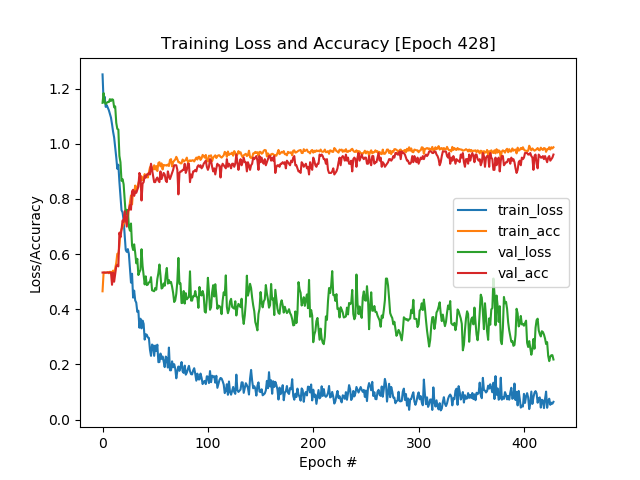 Training Loss and Accuracy [Epoch 428]
1.2
1.0
0.8
0.6
0.4
0.2
0.0
Loss/Accuracy
train_loss
train_acc
val_loss
val_acc
0
100
200
300
400
Epoch #